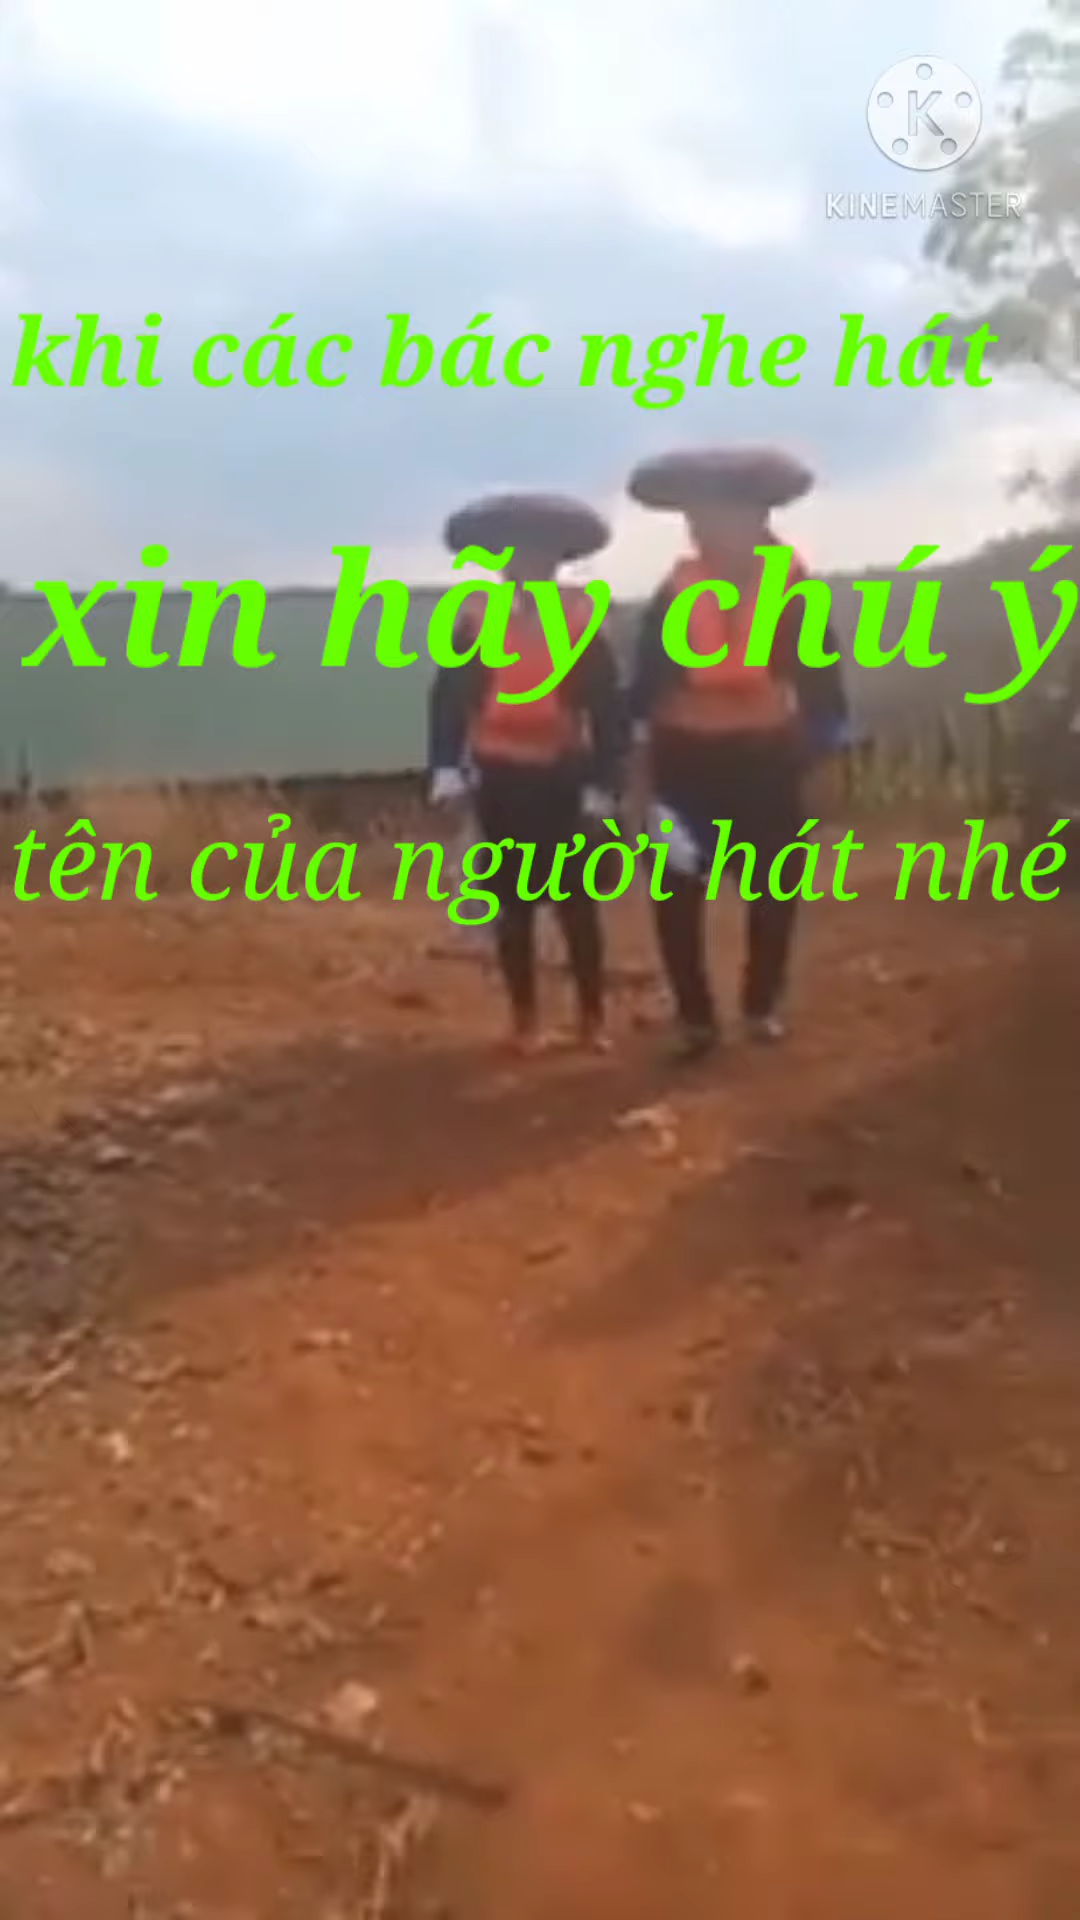 K
KINEMASTER
khi các bác nghe hát
xin hãy chú ý
tên của người hát nhé